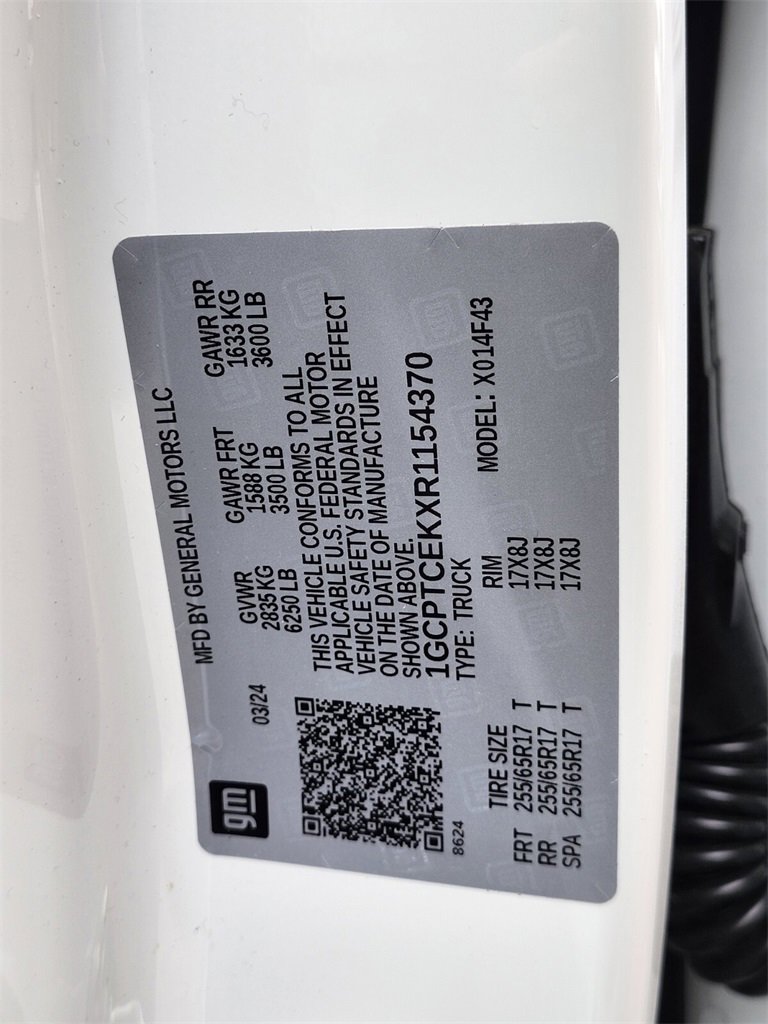 gm
MFD BY GENERAL MOTORS LLC
03/24
GVWR GAWR FRT GAWR RR
2835 KG 1588 KG 1633 KG
6250 LB 3500 LB 3600 LB
THIS VEHICLE CONFORMS TO ALL
APPLICABLE U.S. FEDERAL MOTOR
VEHICLE SAFETY STANDARDS IN EFFECT
ON THE DATE OF MANUFACTURE
SHOWN ABOVE.
1GCPTCEKXR1154370
8624
TYPE: TRUCK MODEL: X014F43
TIRE SIZE RIM
FRT 255/65R17 T 17X8J
RR 255/65R17 T 17X8J
SPA 255/65R17 T 17X8J